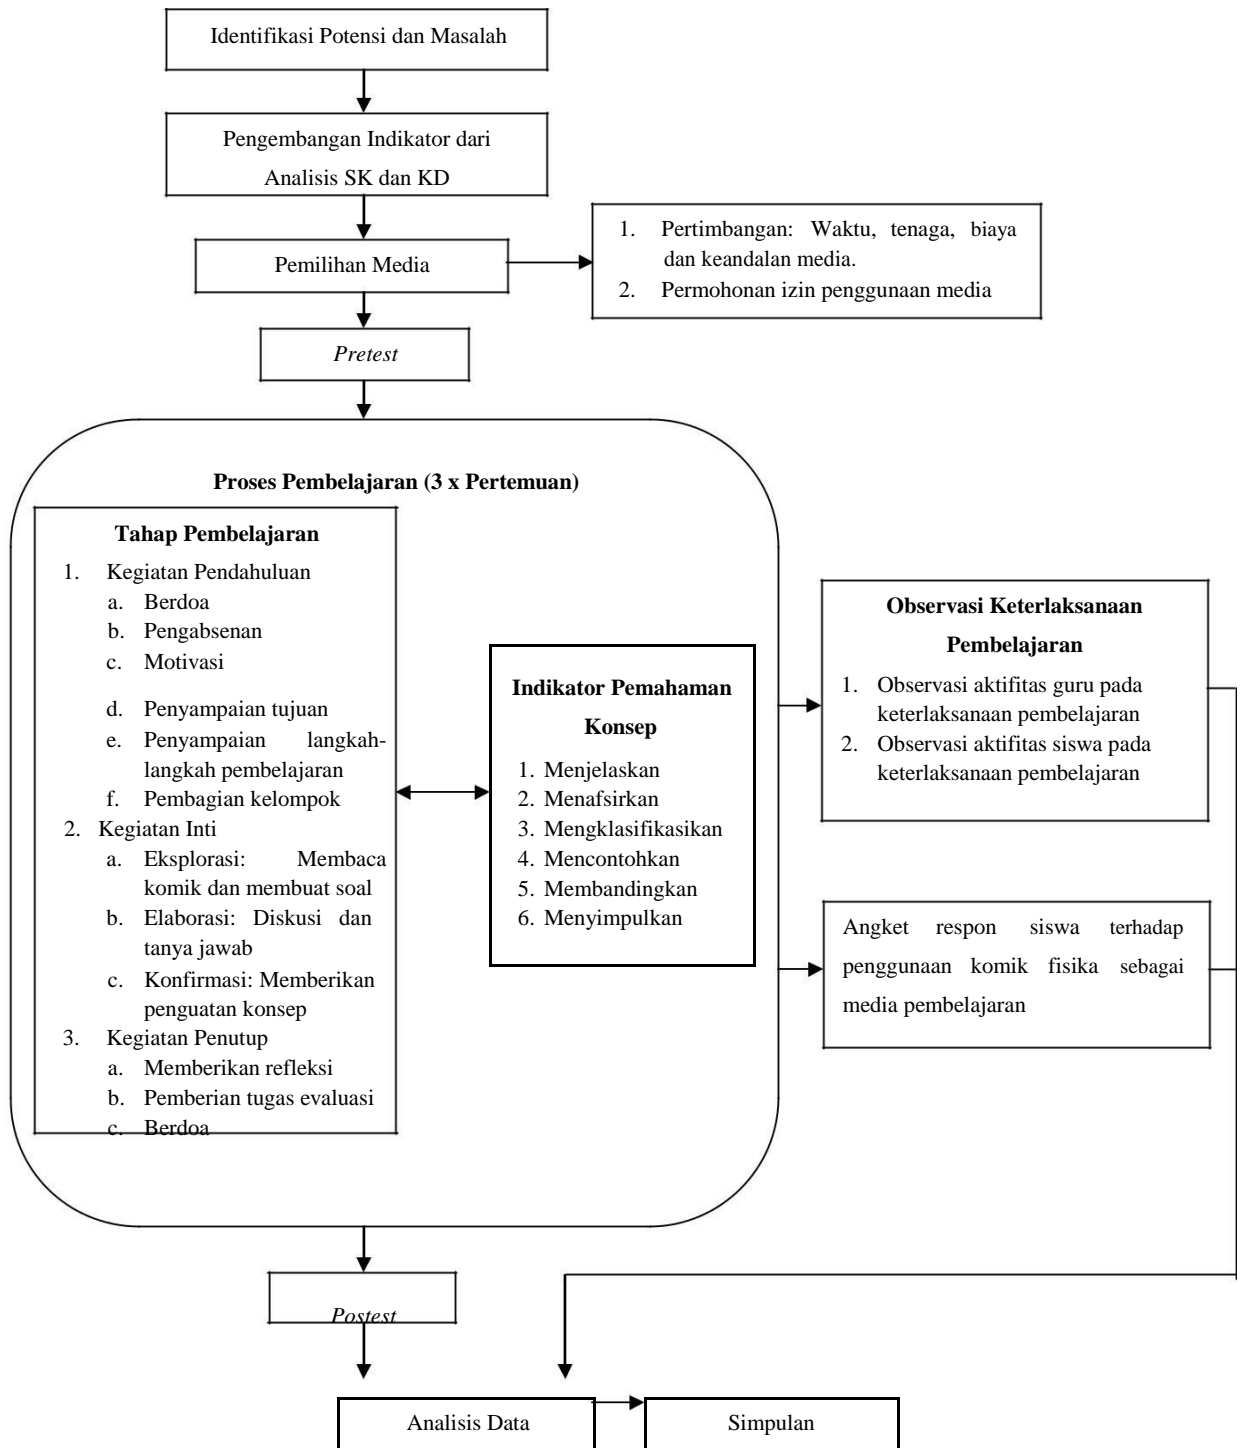 Identifikasi Potensi dan Masalah
Pengembangan Indikator dari
Analisis SK dan KD
Pemilihan Media
1. Pertimbangan: Waktu, tenaga, biaya
dan keandalan media.
2. Permohonan izin penggunaan media
Pretest
Proses Pembelajaran (3 x Pertemuan)
Tahap Pembelajaran
1. Kegiatan Pendahuluan
a. Berdoa
b. Pengabsenan
c. Motivasi
d. Penyampaian tujuan
e. Penyampaian langkah-
langkah pembelajaran
f. Pembagian kelompok
2. Kegiatan Inti
a. Eksplorasi: Membaca
komik dan membuat soal
b. Elaborasi: Diskusi dan
tanya jawab
c. Konfirmasi: Memberikan
penguatan konsep
3. Kegiatan Penutup
a. Memberikan refleksi
b. Pemberian tugas evaluasi
c. Berdoa
Indikator Pemahaman
Konsep
1. Menjelaskan
2. Menafsirkan
3. Mengklasifikasikan
4. Mencontohkan
5. Membandingkan
6. Menyimpulkan
Observasi Keterlaksanaan
Pembelajaran
1. Observasi aktifitas guru pada
keterlaksanaan pembelajaran
2. Observasi aktifitas siswa pada
keterlaksanaan pembelajaran
Angket respon siswa terhadap
penggunaan komik fisika sebagai
media pembelajaran
Postest
Analisis Data
Simpulan